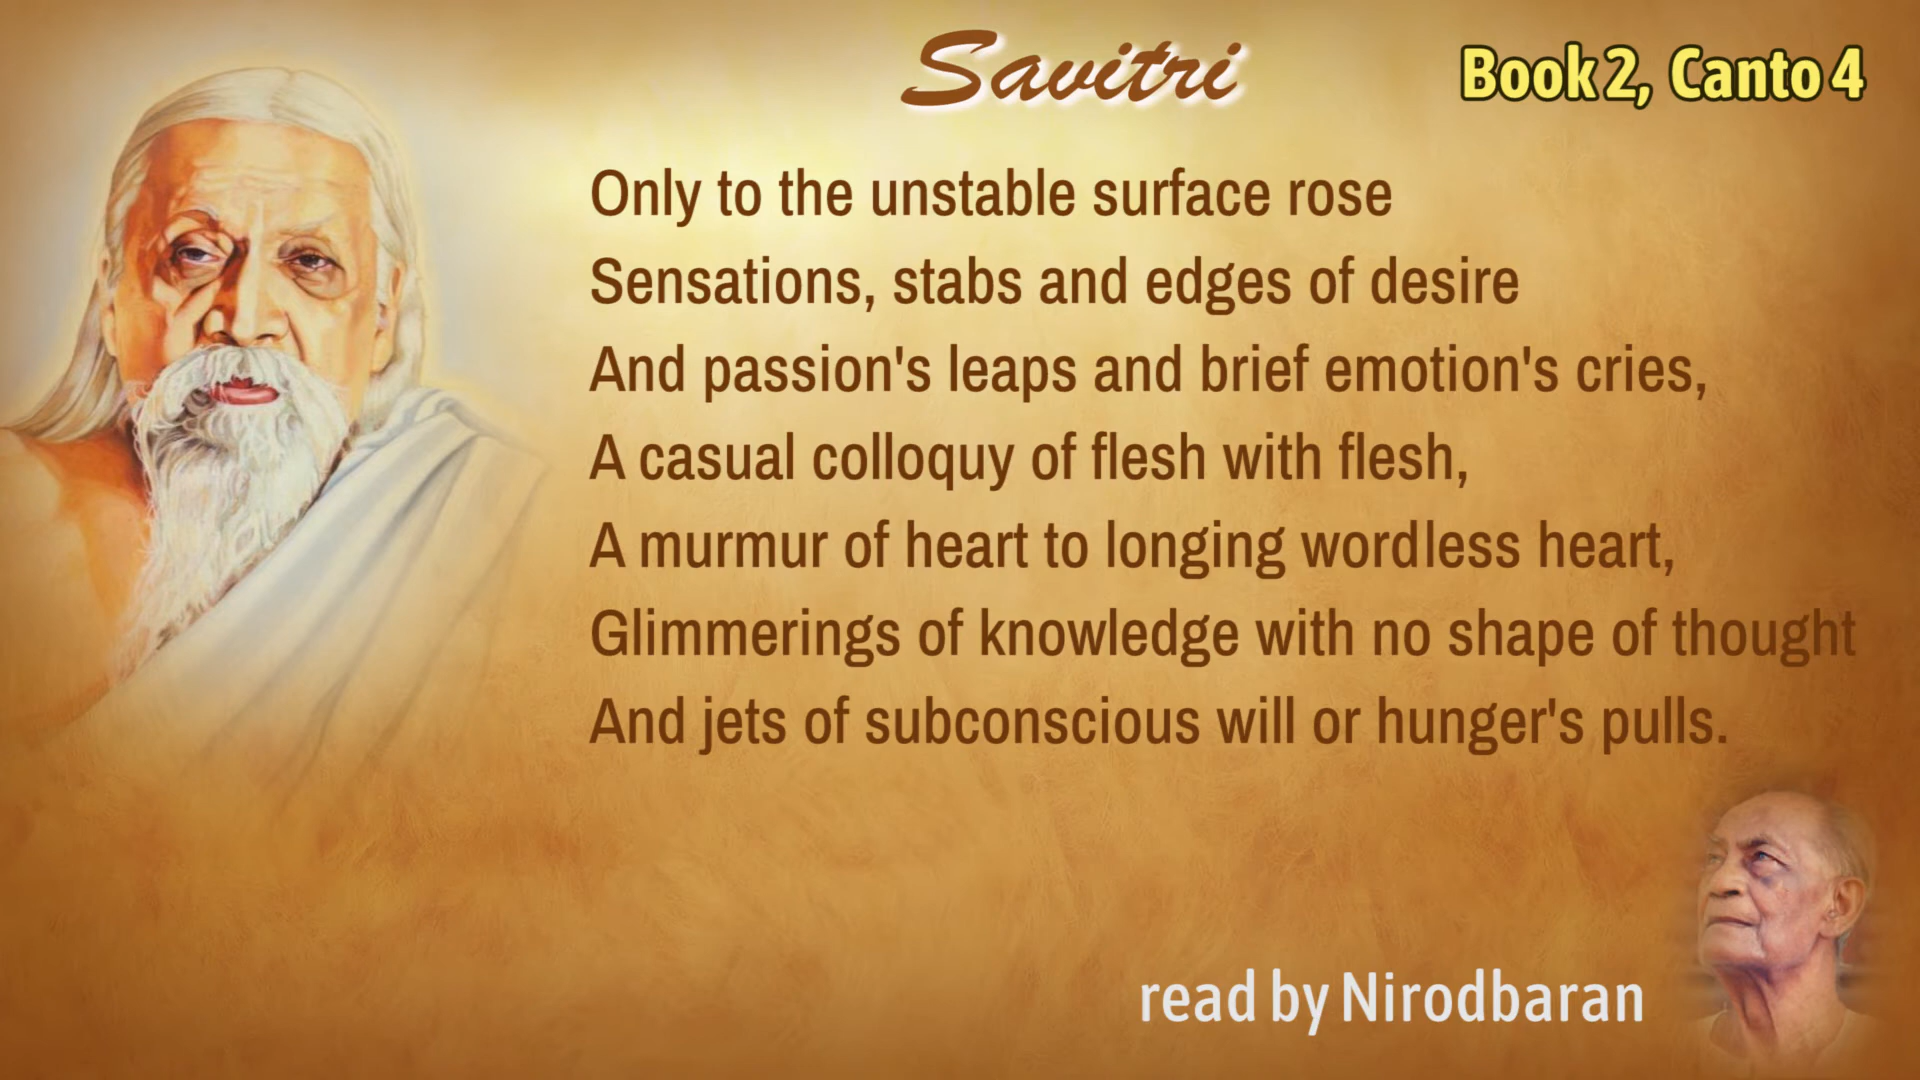 Savitri
Book 2, Canto 4
Only to the unstable surface rose
Sensations, stabs and edges of desire
And passion's leaps and brief emotion's cries,
A casual colloquy of flesh with flesh,
A murmur of heart to longing wordless heart,
Glimmerings of knowledge with no shape of thought
And jets of subconscious will or hunger's pulls.
read by Nirodbaran